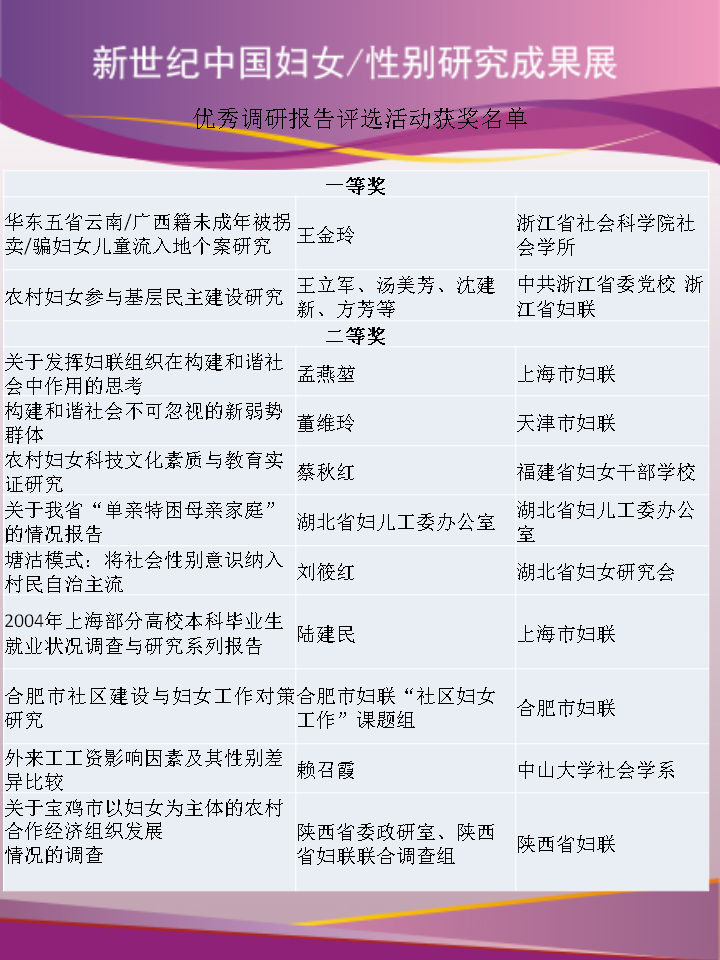 新世纪中国妇女/性别研究成果展
优秀调研报告评选活动获奖名单
一等奖
华东五省云南/广西籍未成年被拐
卖/骗妇女儿童流入地个案研究
王金玲
浙江省社会科学院社
会学所
农村妇女参与基层民主建设研究
王立军、汤美芳、沈建
新、方芳等
中共浙江省委党校 浙
江省妇联
二等奖
关于发挥妇联组织在构建和谐社
会中作用的思考
孟燕堃
上海市妇联
构建和谐社会不可忽视的新弱势
群体
董维玲
天津市妇联
农村妇女科技文化素质与教育实
证研究
蔡秋红
福建省妇女干部学校
关于我省“单亲特困母亲家庭”
的情况报告
湖北省妇儿工委办公室
湖北省妇儿工委办公
室
塘沽模式：将社会性别意识纳入
村民自治主流
刘筱红
湖北省妇女研究会
2004年上海部分高校本科毕业生
就业状况调查与研究系列报告
陆建民
上海市妇联
合肥市社区建设与妇女工作对策
研究
合肥市妇联“社区妇女
工作”课题组
合肥市妇联
外来工工资影响因素及其性别差
异比较
赖召霞
中山大学社会学系
关于宝鸡市以妇女为主体的农村
合作经济组织发展
情况的调查
陕西省委政研室、陕西
省妇联联合调查组
陕西省妇联